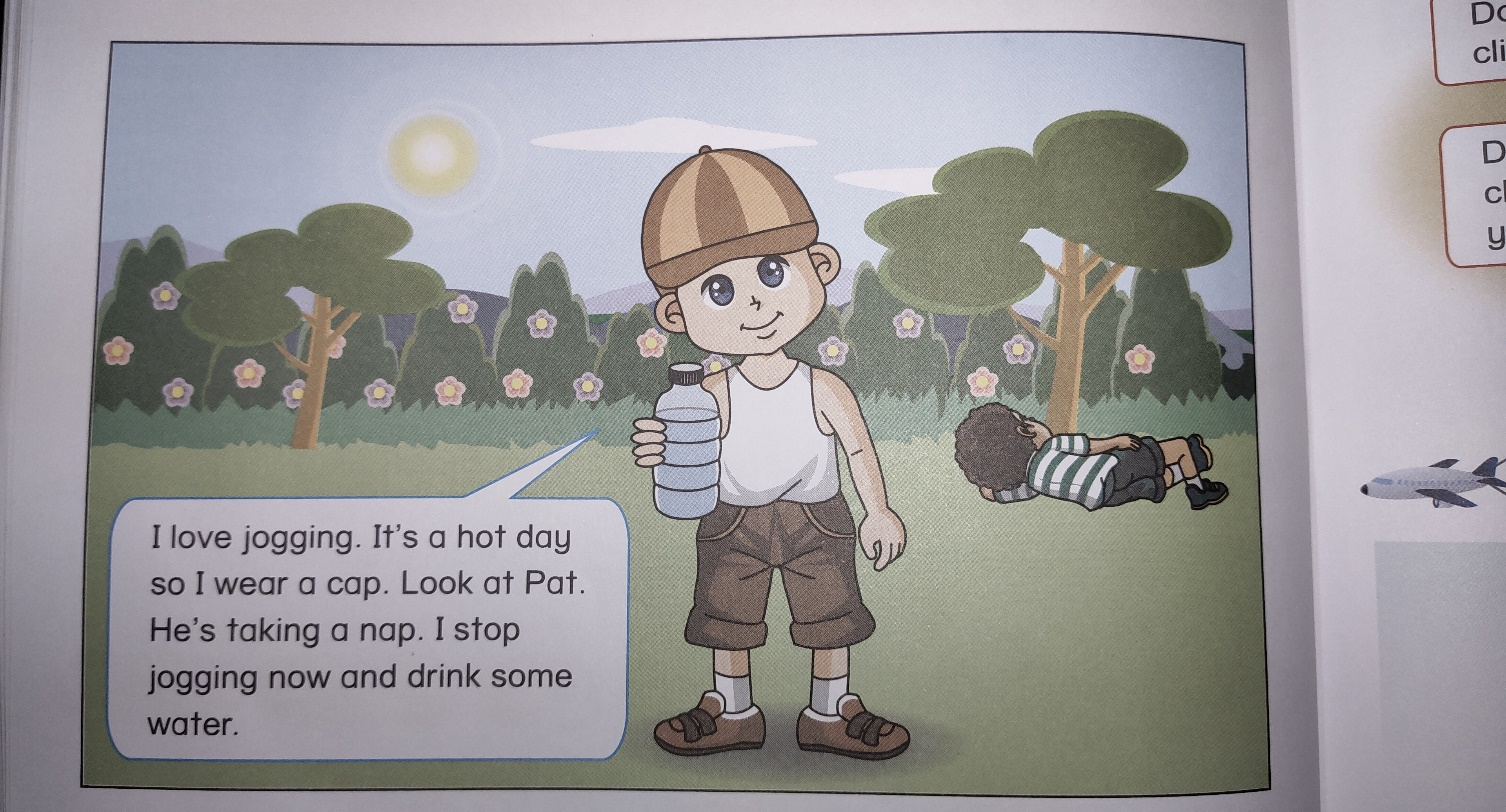 I love jogging. It's a hot day
so I wear a cap. Look at Pat.
He's taking a nap. I stop
jogging now and drink some
water.